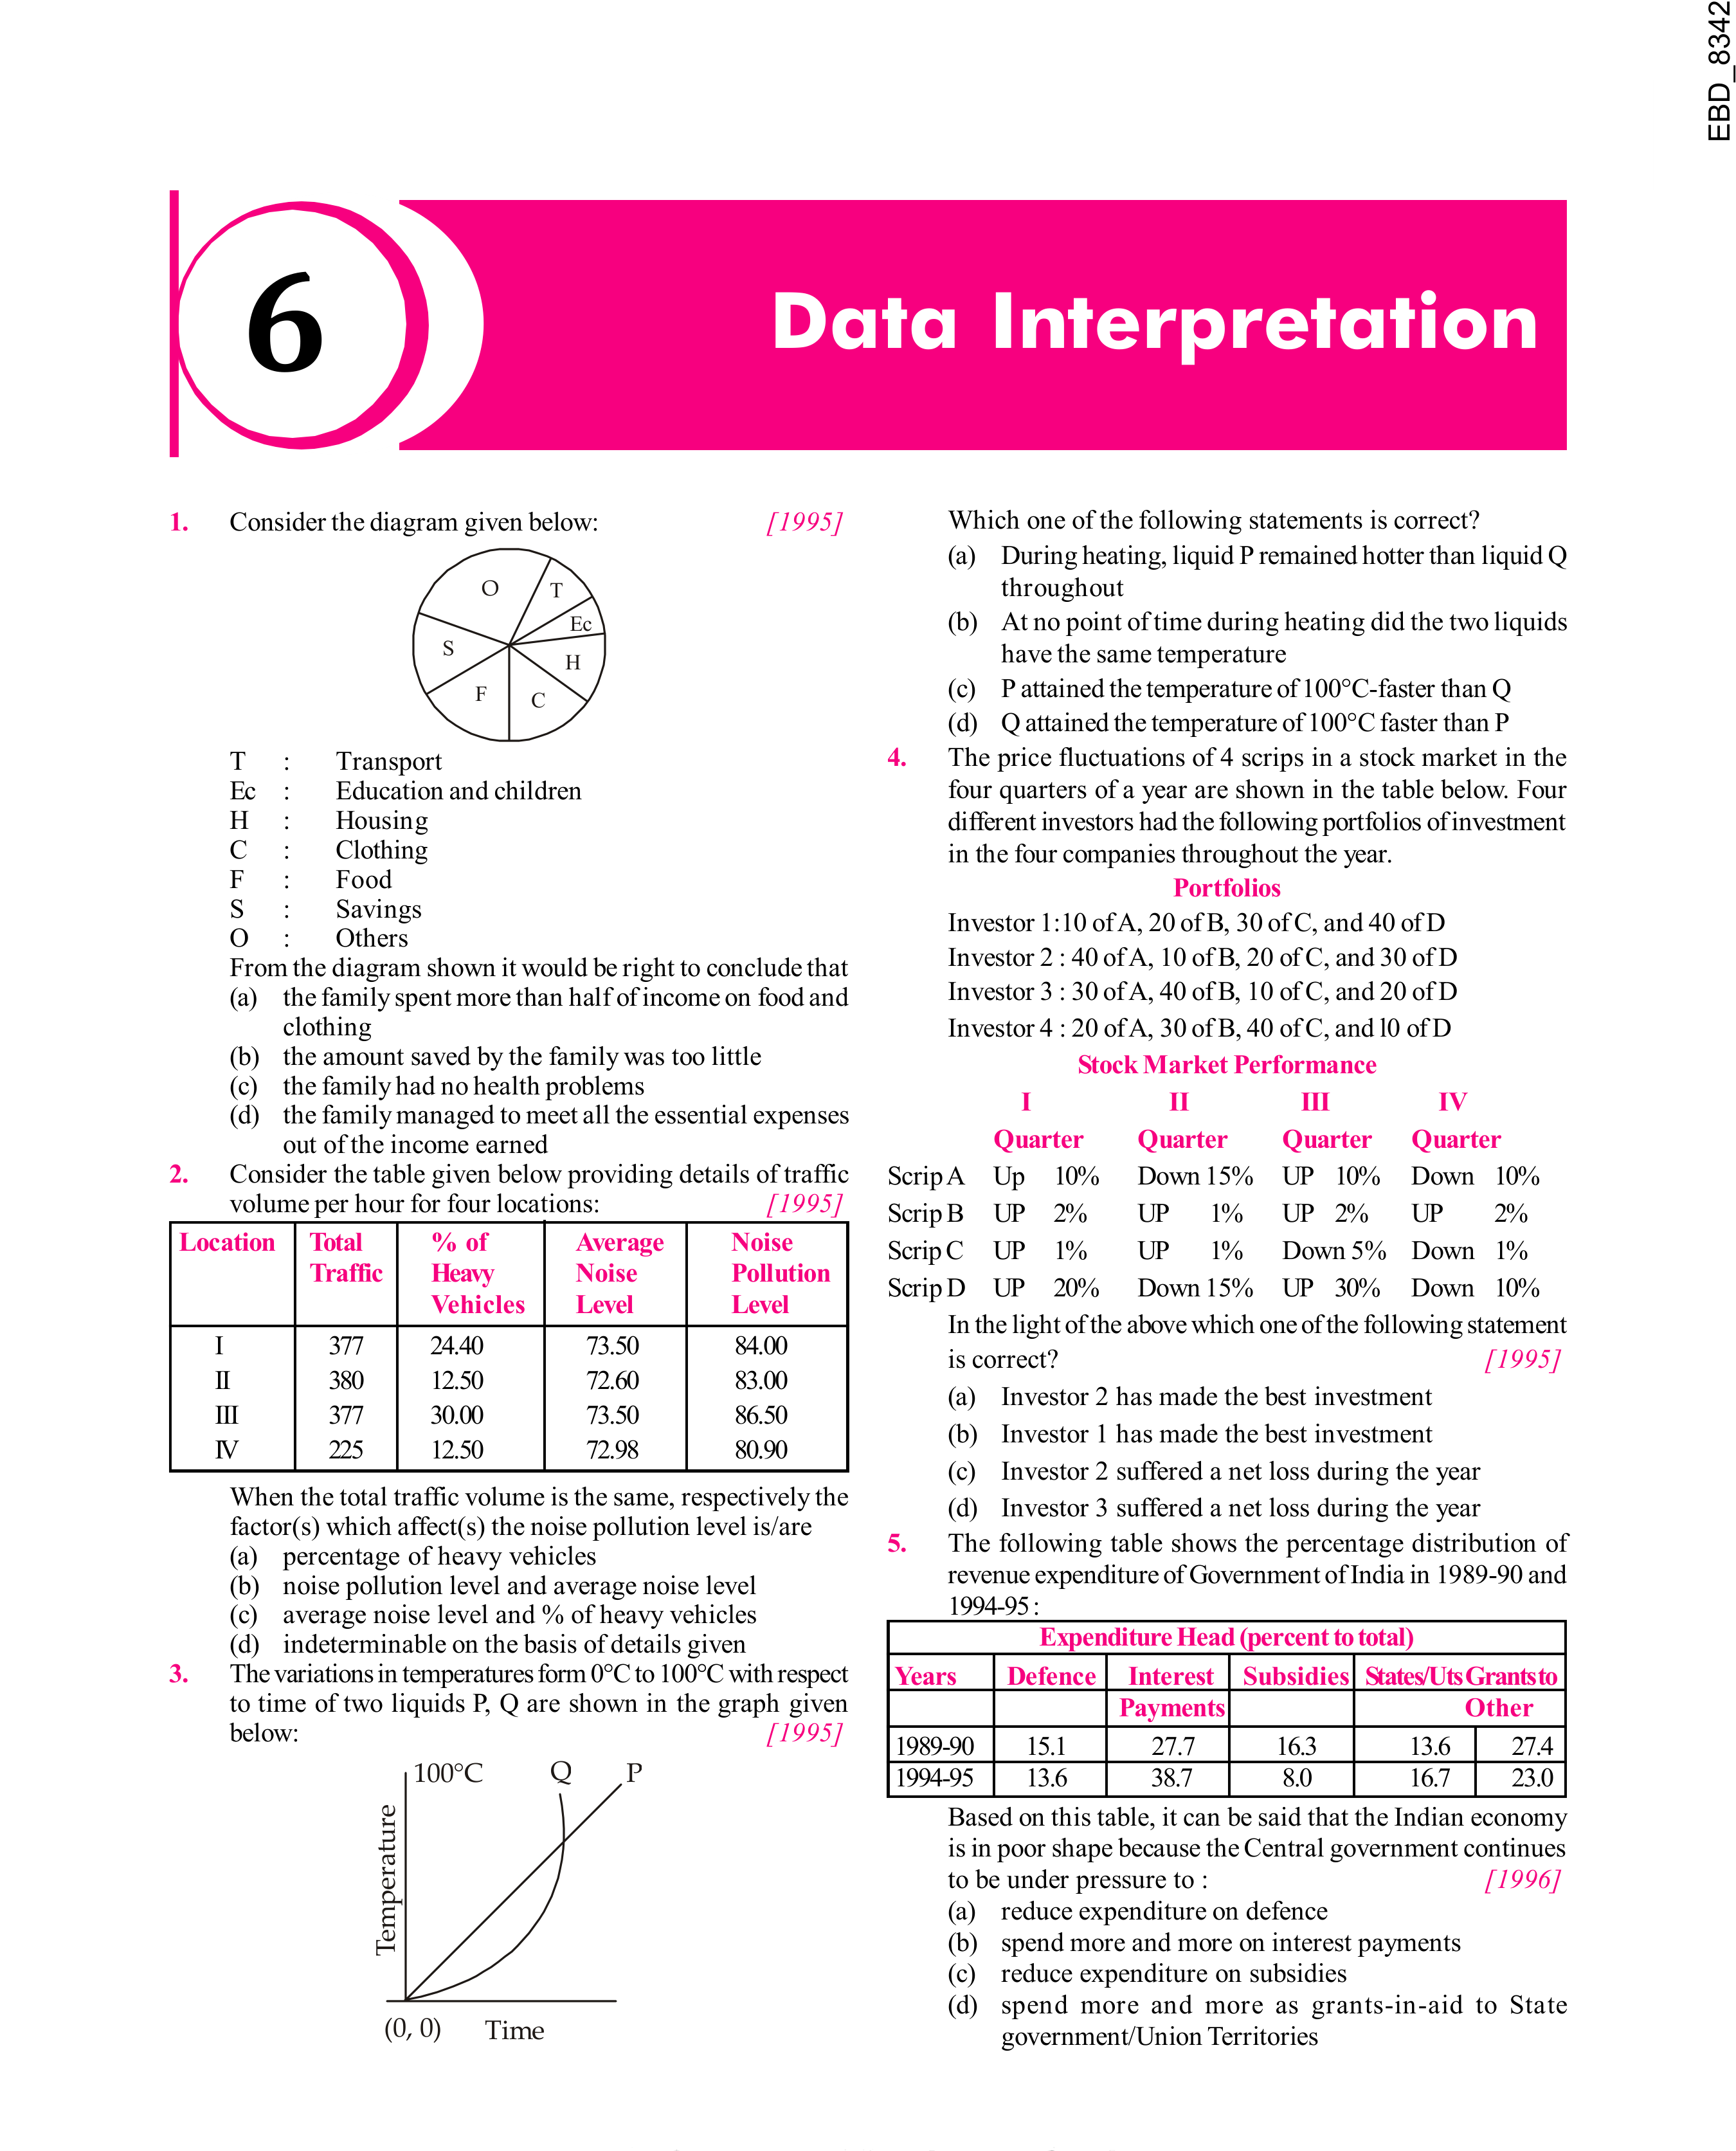 EBD_8342
6
Data Interpretation
1. Consider the diagram given below: [1995]
O
T
Ec
S
H
F
C
T : Transport
Ec : Education and children
H : Housing
C : Clothing
F : Food
S : Savings
O : Others
From the diagram shown it would be right to conclude that
(a) the family spent more than half of income on food and
clothing
(b) the amount saved by the family was too little
(c) the family had no health problems
(d) the family managed to meet all the essential expenses
out of the income earned
2. Consider the table given below providing details of traffic
volume per hour for four locations: [1995]
Location Total % of Average Noise
Traffic Heavy Noise Pollution
Vehicles Level Level
I 377 24.40 73.50 84.00
II 380 12.50 72.60 83.00
III 377 30.00 73.50 86.50
IV 225 12.50 72.98 80.90
When the total traffic volume is the same, respectively the
factor(s) which affect(s) the noise pollution level is/are
(a) percentage of heavy vehicles
(b) noise pollution level and average noise level
(c) average noise level and % of heavy vehicles
(d) indeterminable on the basis of details given
3. The variations in temperatures form 0°C to 100°C with respect
to time of two liquids P, Q are shown in the graph given
below: [1995]
100°C Q P
Temperature
(0, 0) Time
Which one of the following statements is correct?
(a) During heating, liquid P remained hotter than liquid Q
throughout
(b) At no point of time during heating did the two liquids
have the same temperature
(c) P attained the temperature of 100°C-faster than Q
(d) Q attained the temperature of 100°C faster than P
4. The price fluctuations of 4 scrips in a stock market in the
four quarters of a year are shown in the table below. Four
different investors had the following portfolios of investment
in the four companies throughout the year.
Portfolios
Investor 1:10 of A, 20 of B, 30 of C, and 40 of D
Investor 2 : 40 of A, 10 of B, 20 of C, and 30 of D
Investor 3 : 30 of A, 40 of B, 10 of C, and 20 of D
Investor 4 : 20 of A, 30 of B, 40 of C, and l0 of D
Stock Market Performance
I II III IV
Quarter Quarter Quarter Quarter
Scrip A Up 10% Down 15% UP 10% Down 10%
Scrip B UP 2% UP 1% UP 2% UP 2%
Scrip C UP 1% UP 1% Down 5% Down 1%
Scrip D UP 20% Down 15% UP 30% Down 10%
In the light of the above which one of the following statement
is correct? [1995]
(a) Investor 2 has made the best investment
(b) Investor 1 has made the best investment
(c) Investor 2 suffered a net loss during the year
(d) Investor 3 suffered a net loss during the year
5. The following table shows the percentage distribution of
revenue expenditure of Government of India in 1989-90 and
1994-95 :
Expenditure Head (percent to total)
Years Defence Interest Subsidies States/Uts Grants to
Payments Other
1989-90 15.1 27.7 16.3 13.6 27.4
1994-95 13.6 38.7 8.0 16.7 23.0
Based on this table, it can be said that the Indian economy
is in poor shape because the Central government continues
to be under pressure to : [1996]
(a) reduce expenditure on defence
(b) spend more and more on interest payments
(c) reduce expenditure on subsidies
(d) spend more and more as grants-in-aid to State
government/Union Territories